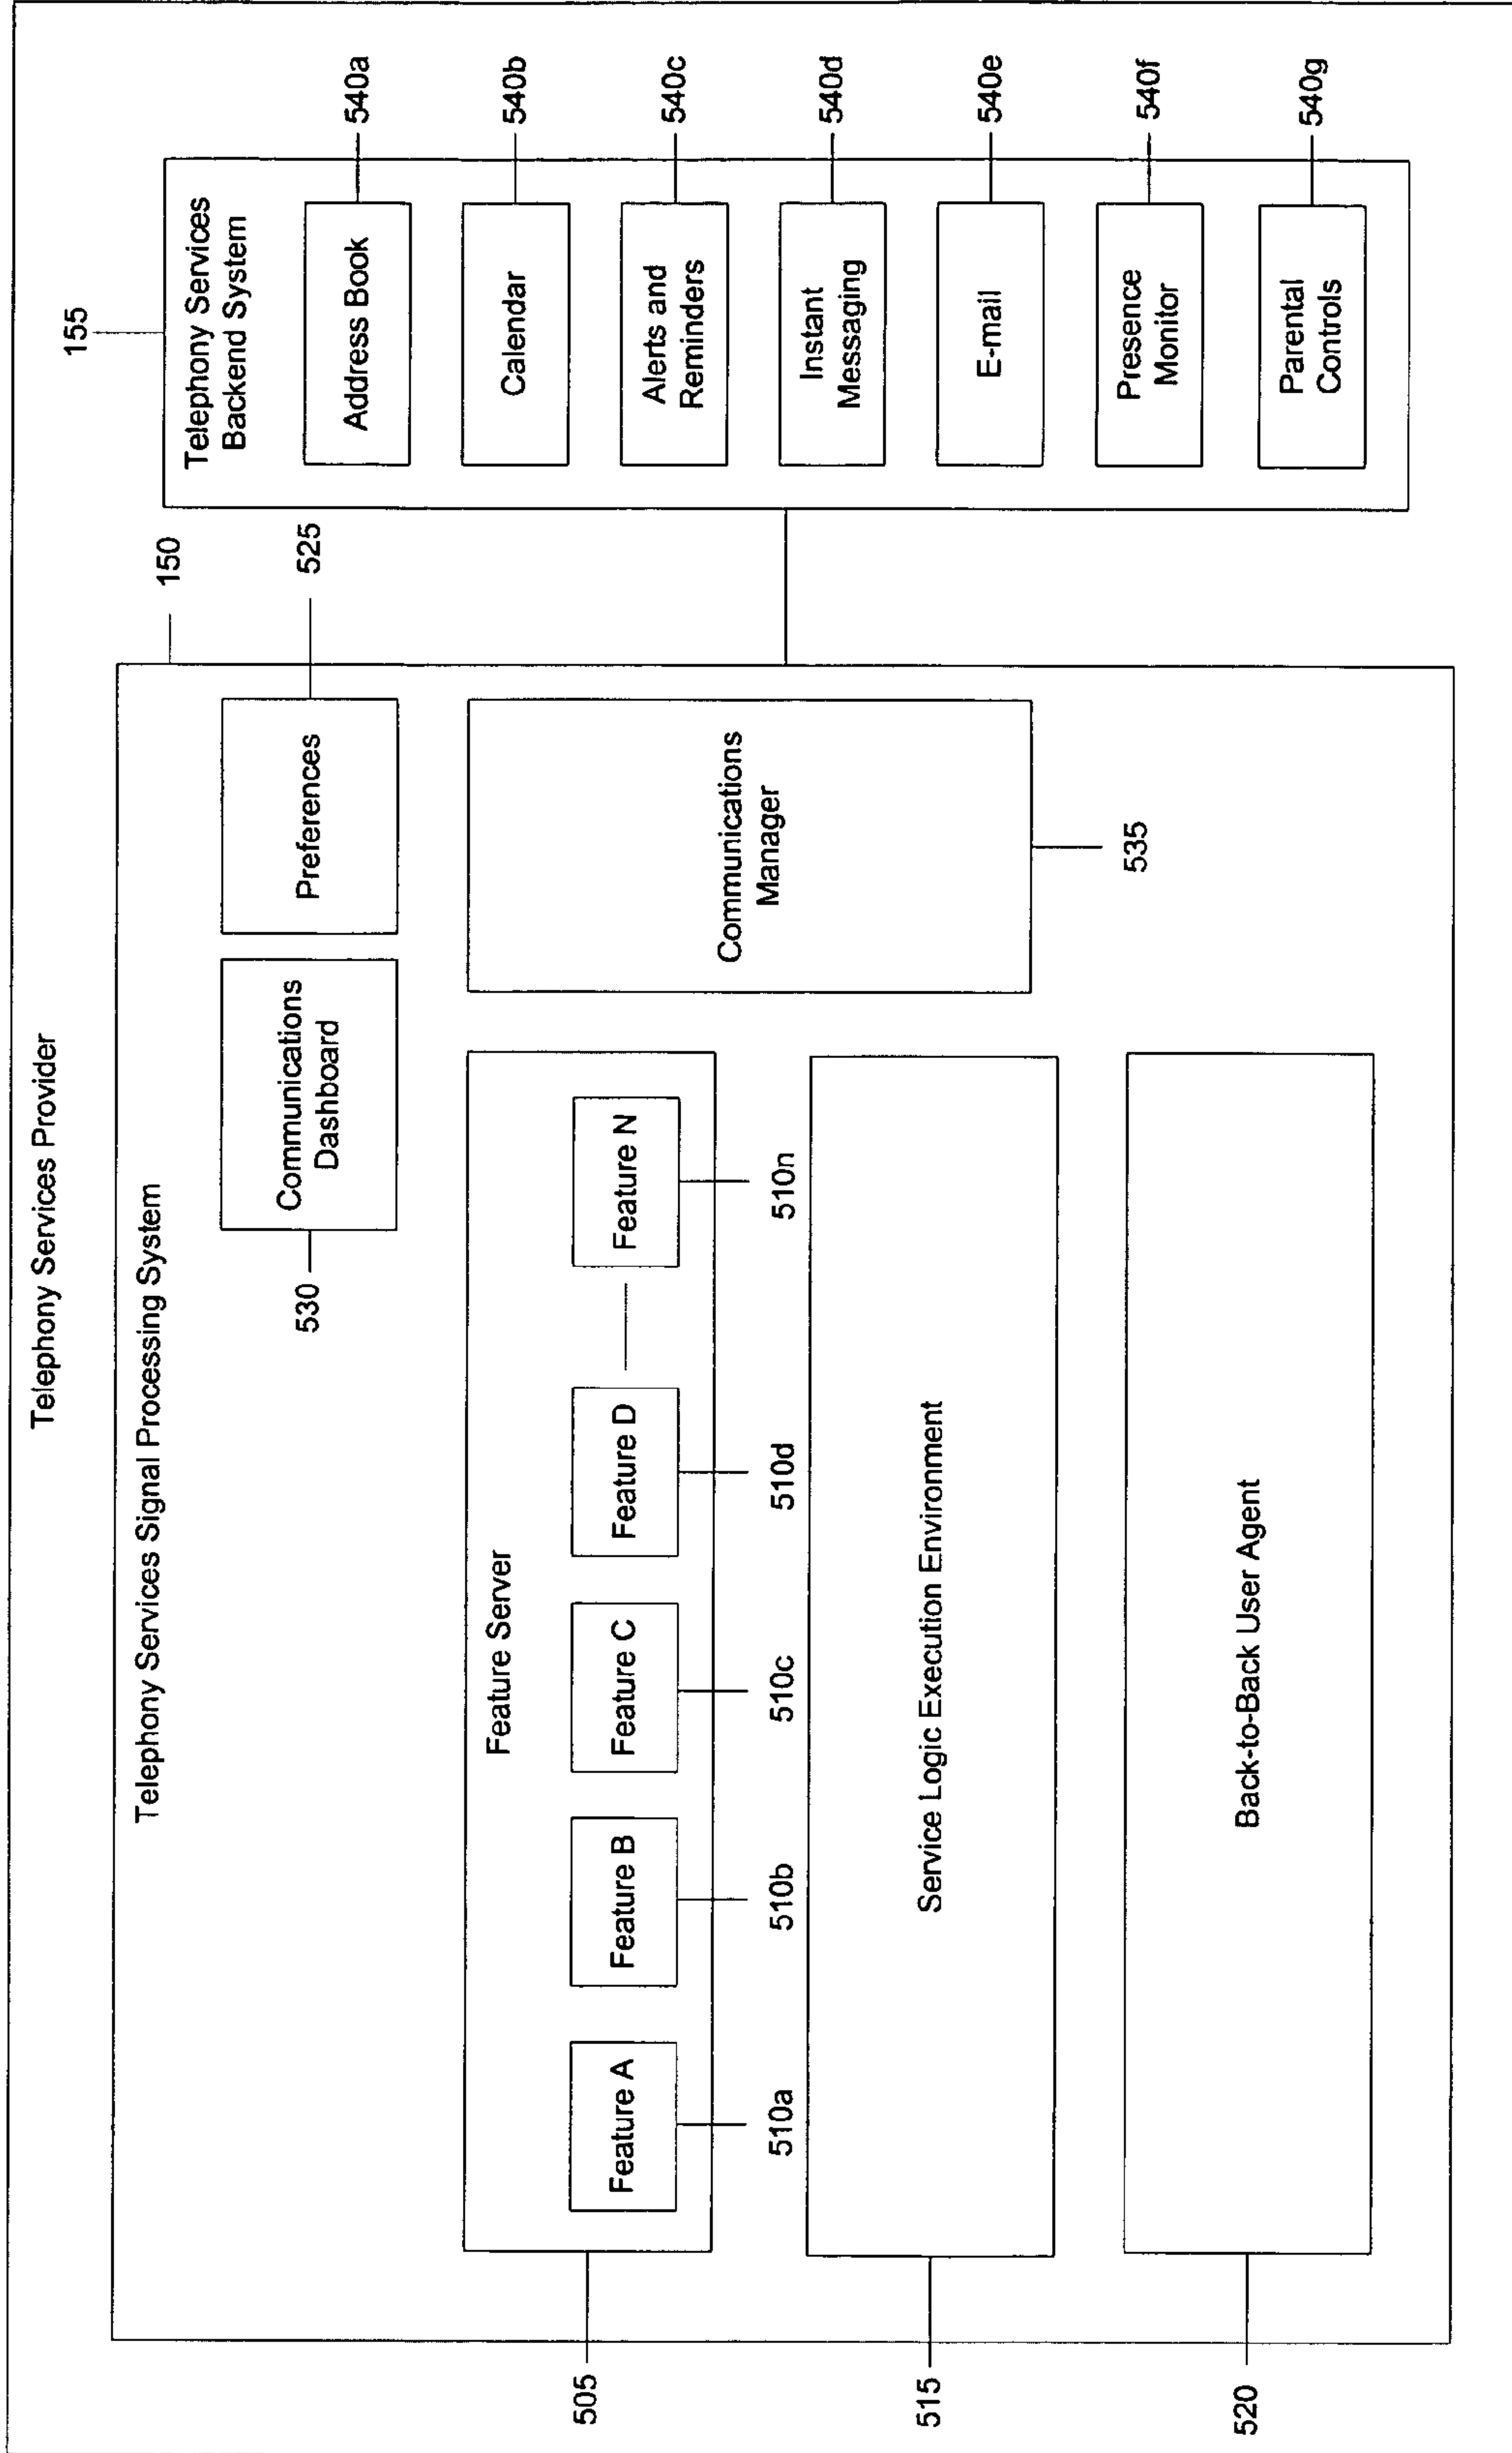 Telephony Services Provider
Telephony Services Signal Processing System
150
155
Telephony Services
Backend System
Communications
Dashboard
530
Preferences
525
Feature Server
505
Feature A
Feature B
Feature C
Feature D
Feature N
510a
510b
510c
510d
510n
Communications
Manager
535
Service Logic Execution Environment
515
Back-to-Back User Agent
520
Address Book
540a
Calendar
540b
Alerts and
Reminders
540c
Instant
Messaging
540d
E-mail
540e
Presence
Monitor
540f
Parental
Controls
540g